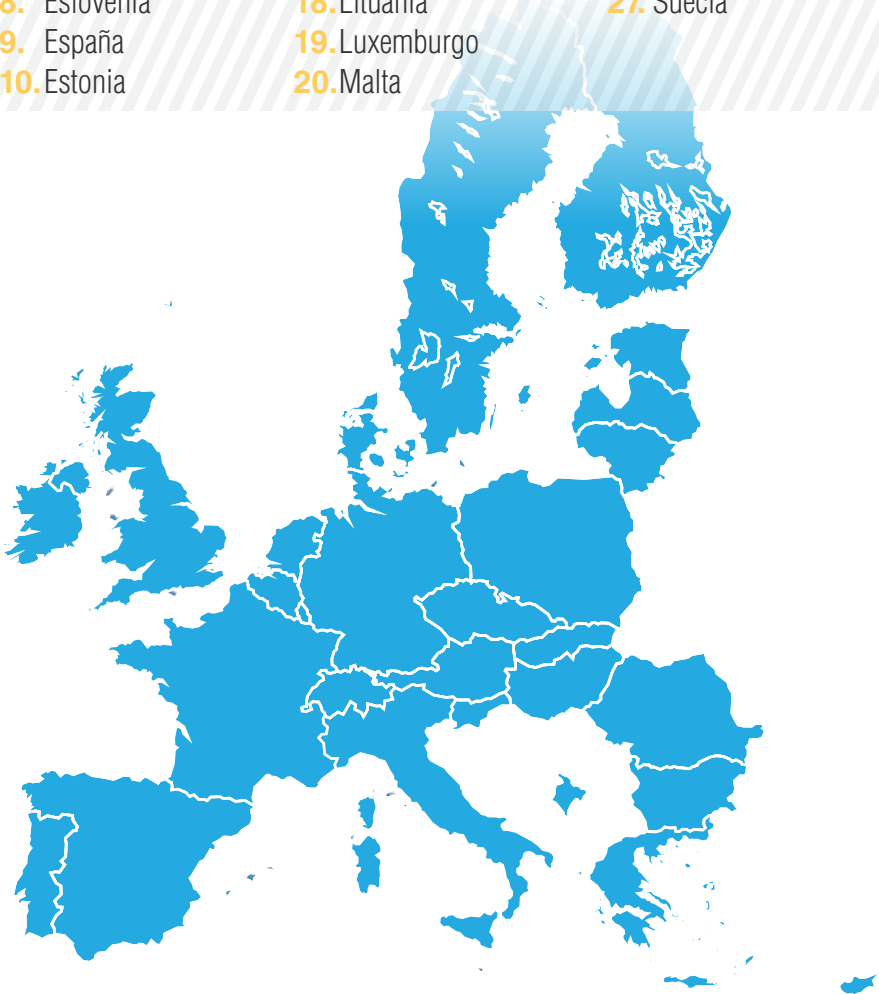 8. Eslovenia
9. España
10. Estonia
18. Lituania
19. Luxemburgo
20. Malta
27. Suecia